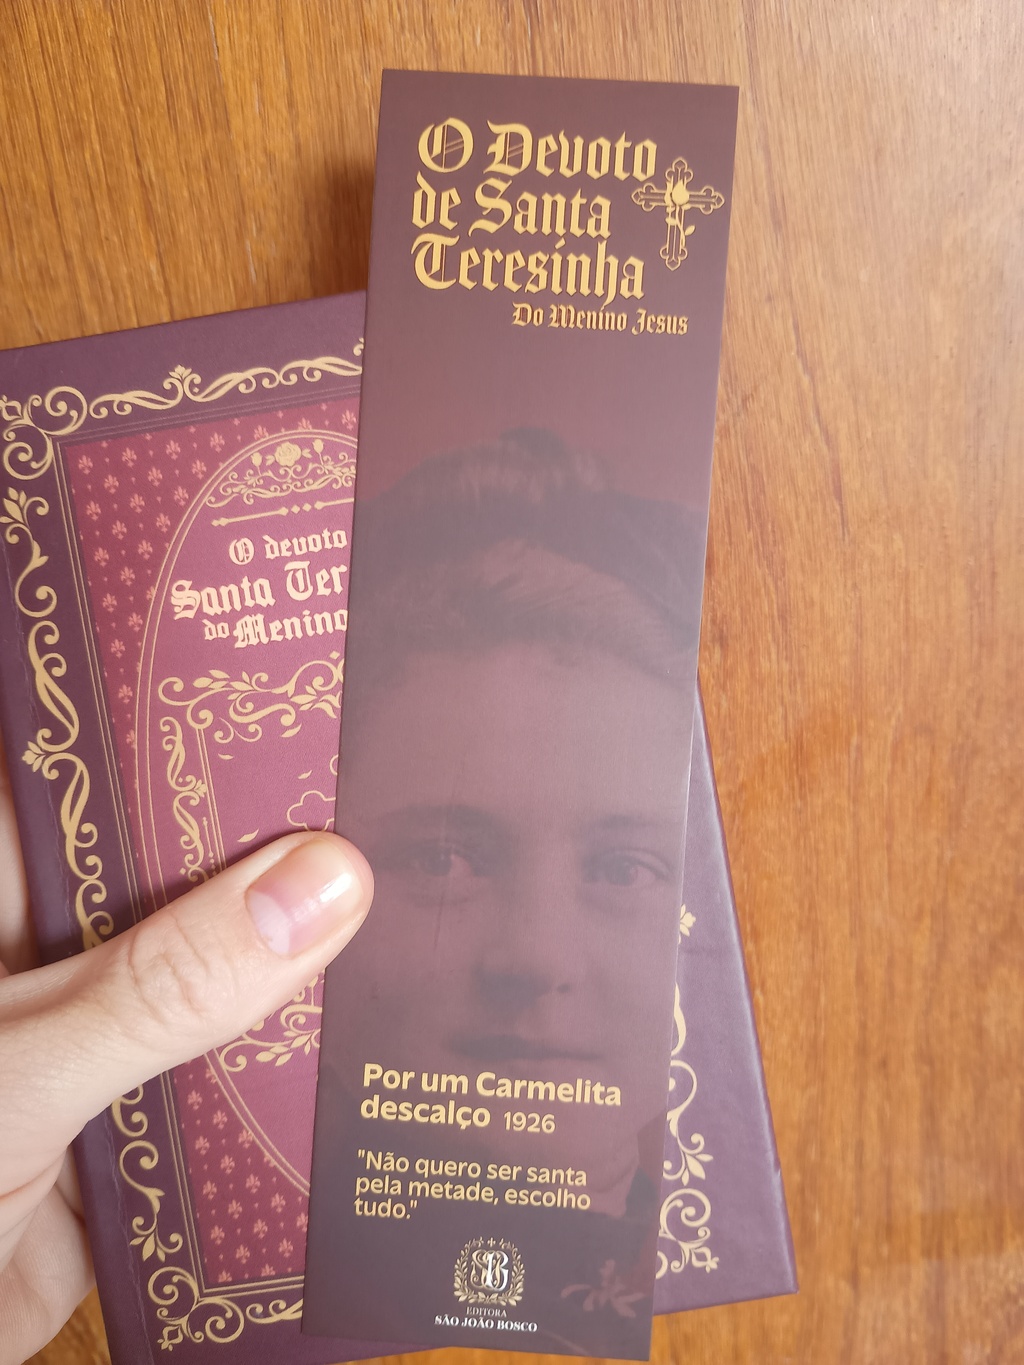 O Devoto
de Santa
Teresinha
Do Menino Jesus
O devoto
Santa Ter
do Menino
Por um Carmelita
descalço 1926
"Não quero ser santa
pela metade, escolho
tudo."
SJB
EDITORA
SÃO JOÃO BOSCO